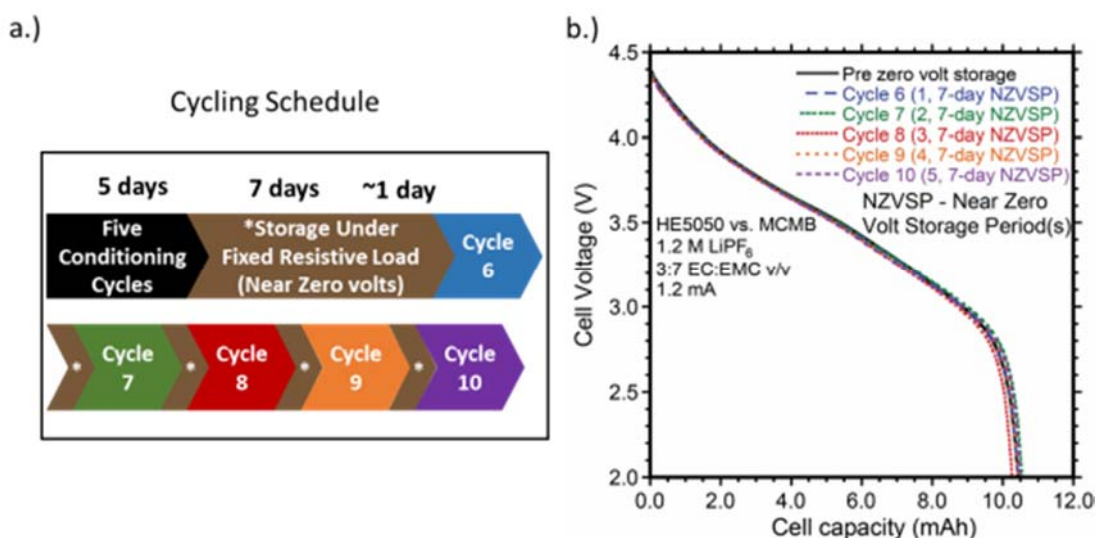 a.)
Cycling Schedule
5 days 7 days ~1 day
Five
Conditioning
Cycles
*Storage Under
Fixed Resistive Load
(Near Zero volts)
Cycle
6
* Cycle
7
* Cycle
8
* Cycle
9
* Cycle
10
b.)
Cell Voltage (V)
4.5
4.0
3.5
3.0
2.5
2.0
Pre zero volt storage
Cycle 6 (1, 7-day NZVSP)
Cycle 7 (2, 7-day NZVSP)
Cycle 8 (3, 7-day NZVSP)
Cycle 9 (4, 7-day NZVSP)
Cycle 10 (5, 7-day NZVSP)
NZVSP - Near Zero
Volt Storage Period(s)
HE5050 vs. MCMB
1.2 M LiPF6
3:7 EC:EMC v/v
1.2 mA
0.0 2.0 4.0 6.0 8.0 10.0 12.0
Cell capacity (mAh)